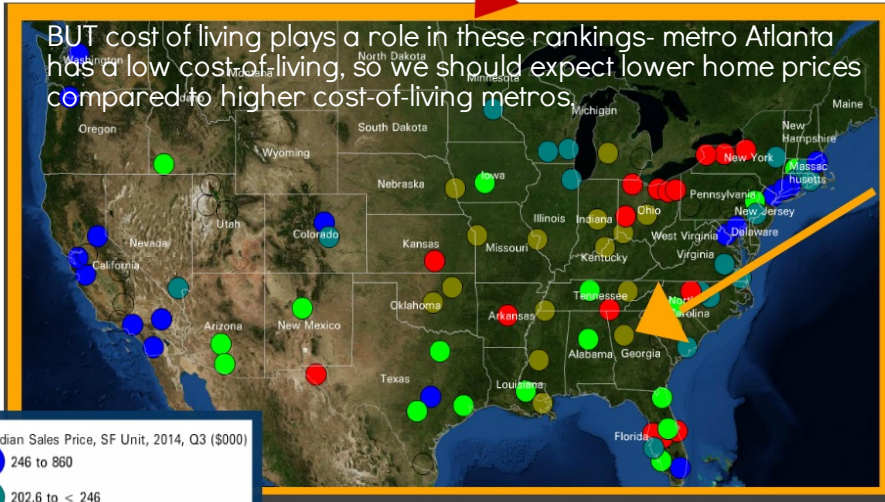 BUT cost of living plays a role in these rankings- metro Atlanta
has a low cost-of-living, so we should expect lower home prices
compared to higher cost-of-living metros.
Washington
Montana
North Dakota
Minnesota
Michigan
Maine
Idaho
Oregon
South Dakota
New
Hampshire
Wyoming
New York
Massac
husetts
Nebraska
Iowa
Pennsylvania
New Jersey
Utah
Nevada
Colorado
Illinois
Indiana
Ohio
West Virginia
Delaware
Kansas
Missouri
Kentucky
Virginia
California
Oklahoma
Tennessee
North
Carolina
Arizona
New Mexico
Arkansas
Alabama
Georgia
Texas
Louisiana
Florida
dian Sales Price, SF Unit, 2014, Q3 ($000)
246 to 860
202.6 to < 246